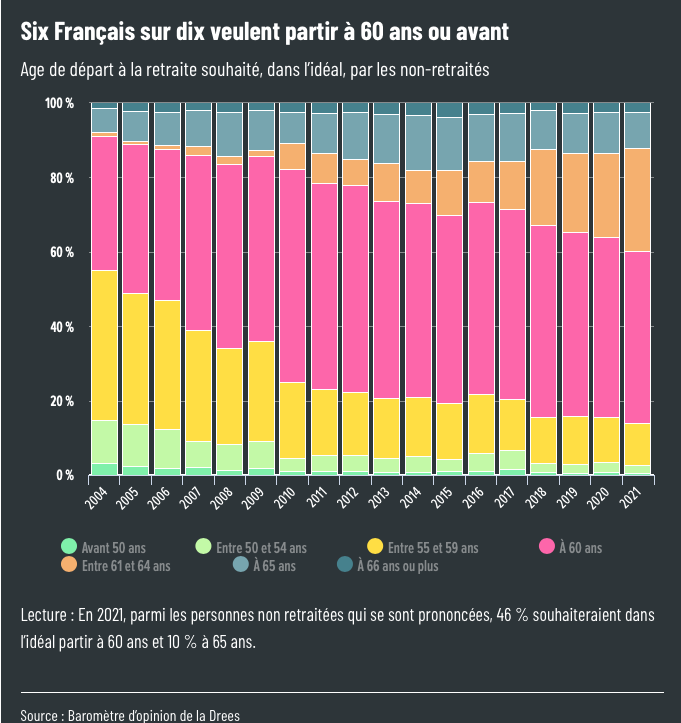 Six Français sur dix veulent partir à 60 ans ou avant
Age de départ à la retraite souhaité, dans l'idéal, par les non-retraités
100 %
80 %
60 %
40 %
20 %
0 %
2004 2005 2006 2007 2008 2009 2010 2011 2012 2013 2014 2015 2016 2017 2018 2019 2020 2021
Avant 50 ans Entre 50 et 54 ans Entre 55 et 59 ans À 60 ans
Entre 61 et 64 ans À 65 ans À 66 ans ou plus
Lecture : En 2021, parmi les personnes non retraitées qui se sont prononcées, 46 % souhaiteraient dans
l'idéal partir à 60 ans et 10 % à 65 ans.
Source : Baromètre d'opinion de la Drees